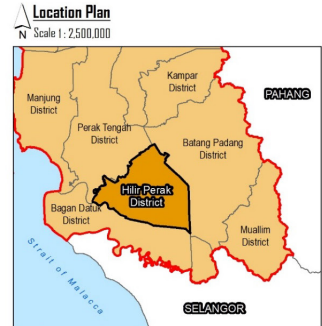 Location Plan
N Scale 1 : 2,500,000
Kampar
District
PAHANG
Manjung
District
Perak Tengah
District
Batang Padang
District
Hilir Perak
District
Bagan Datuk
District
Muallim
District
Strait of Malacca
SELANGOR